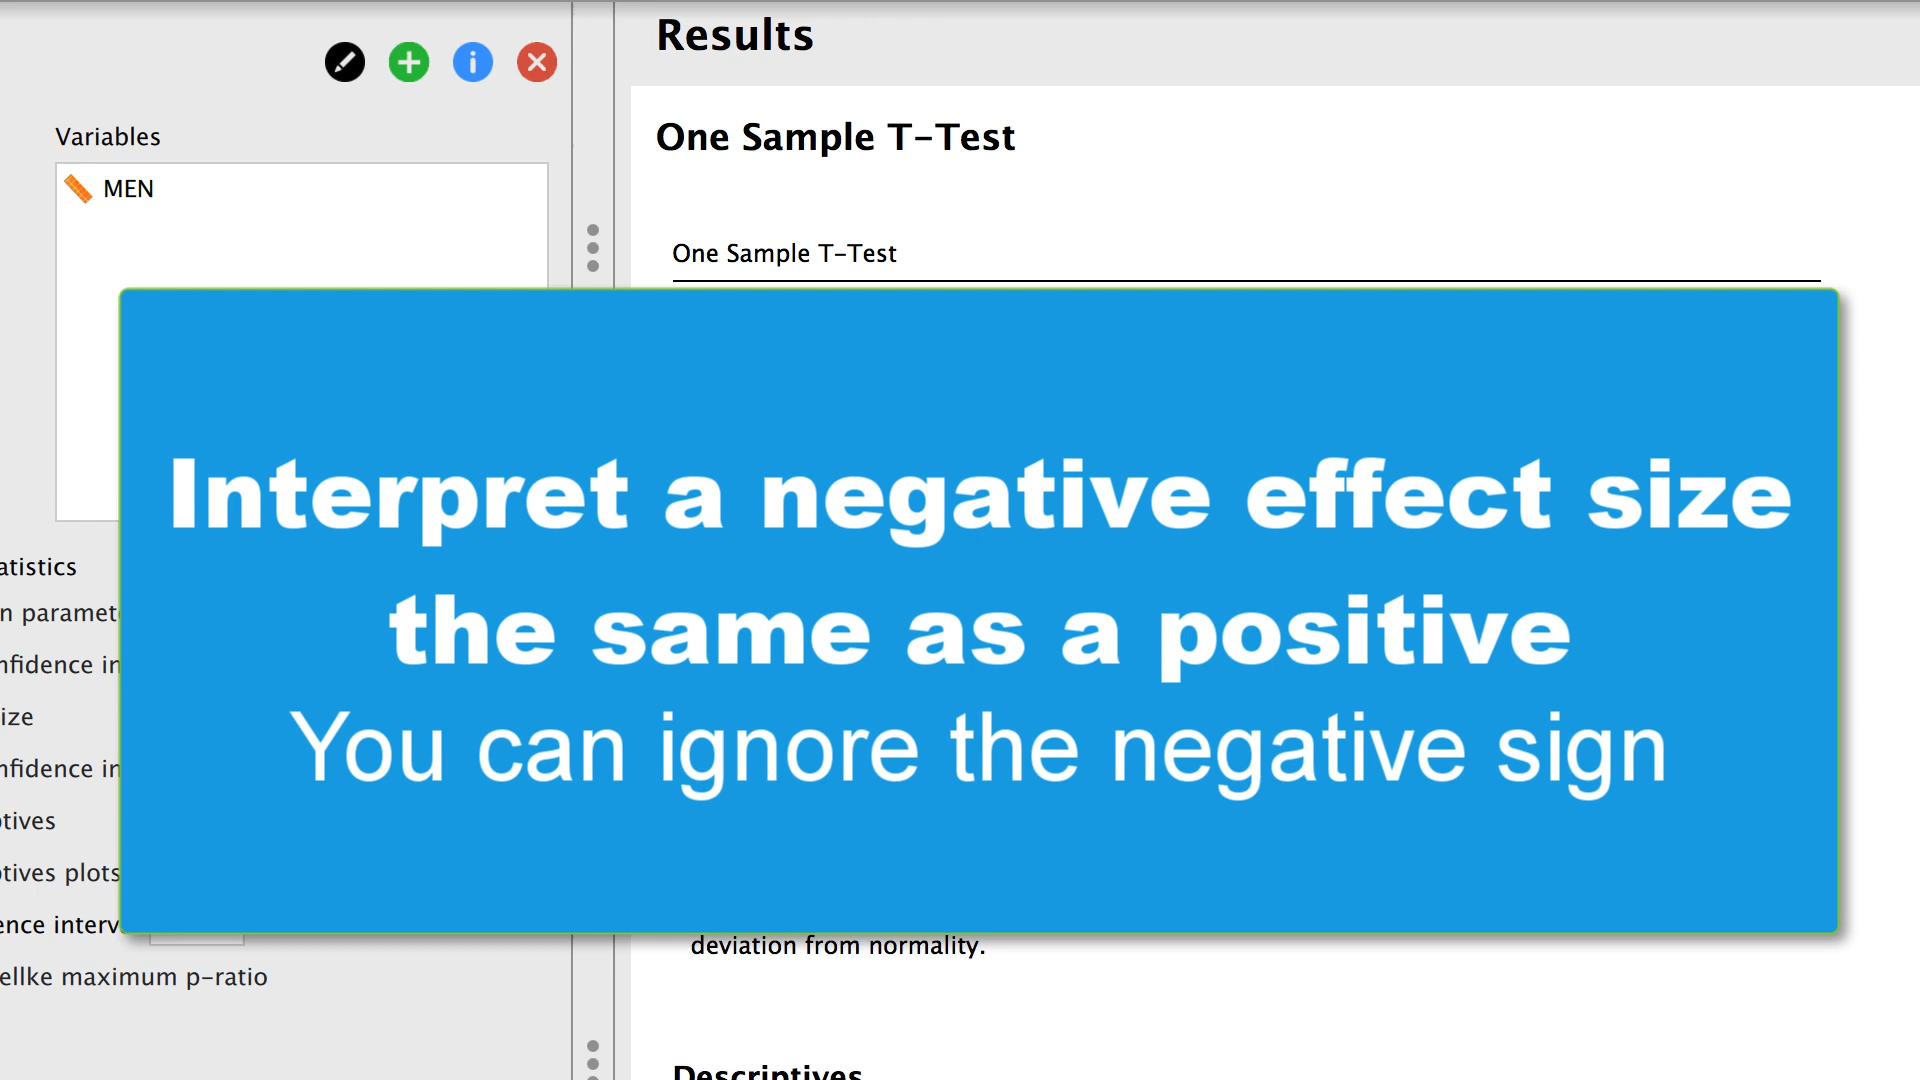 Results
One Sample T-Test
Variables
MEN
One Sample T-Test
Interpret a negative effect size
the same as a positive
You can ignore the negative sign
atistics
n paramet
nfidence in
ize
nfidence in
tives
tives plots
ence interv
deviation from normality.
ellke maximum p-ratio
Descriptives